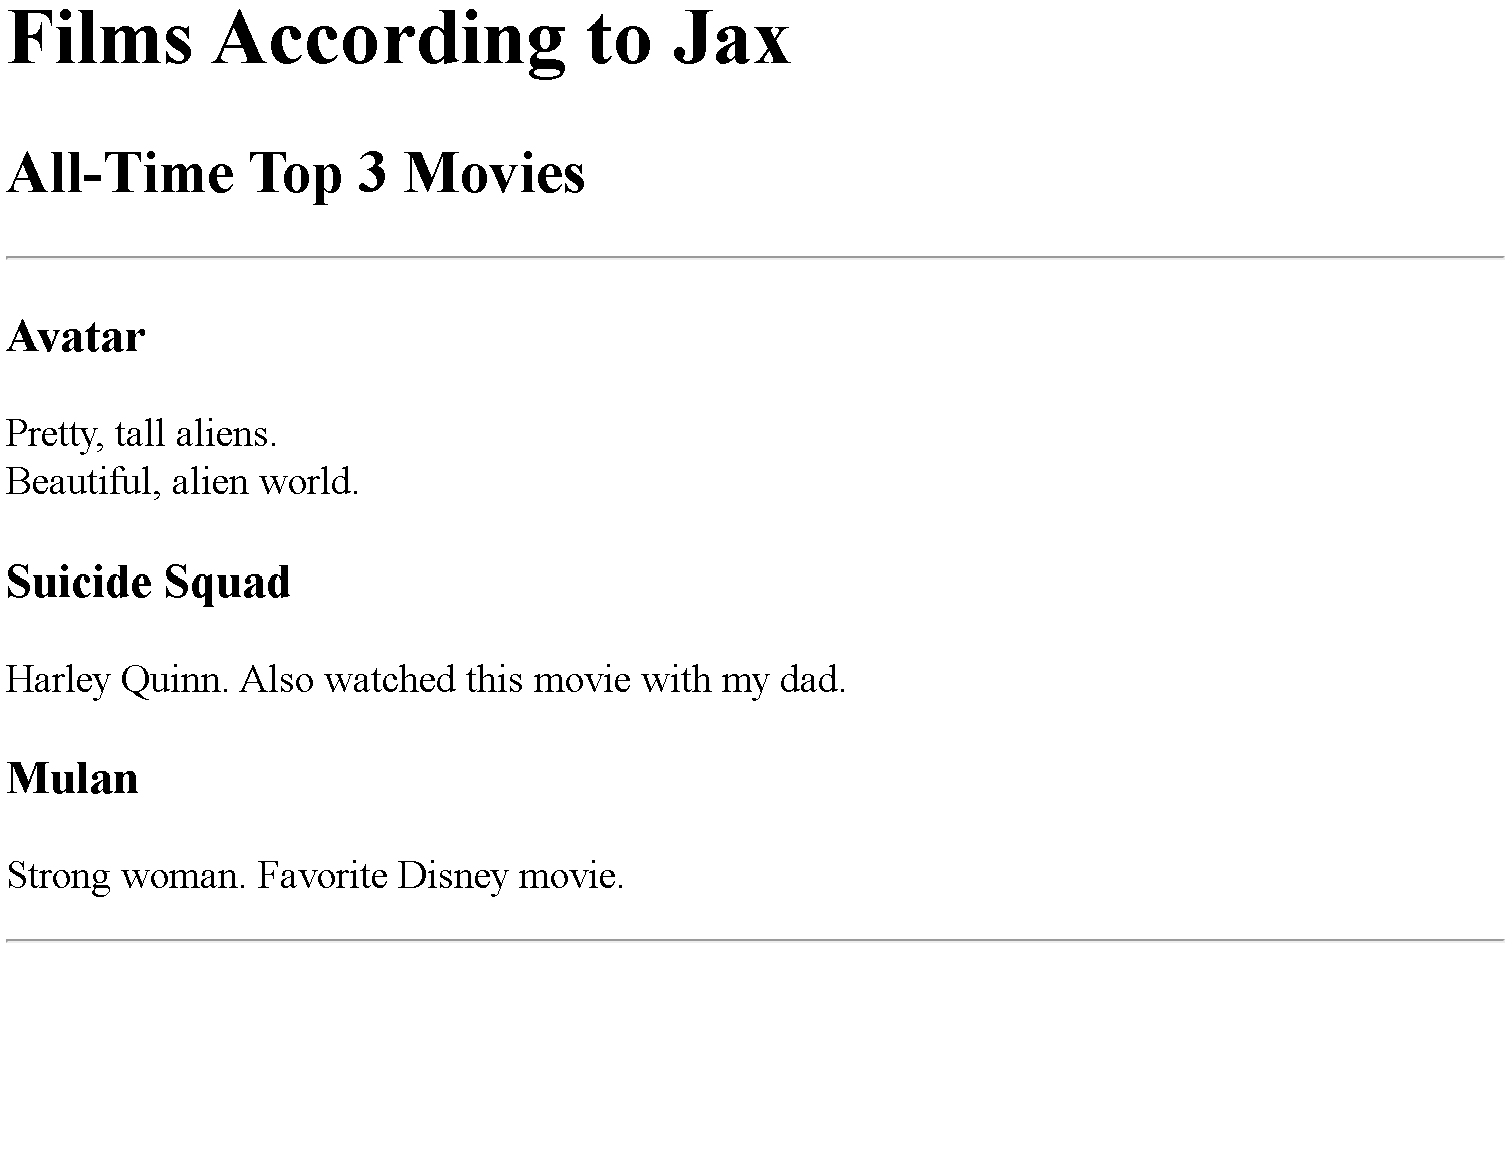 Films According to Jax
All-Time Top 3 Movies
Avatar
Pretty, tall aliens.
Beautiful, alien world.
Suicide Squad
Harley Quinn. Also watched this movie with my dad.
Mulan
Strong woman. Favorite Disney movie.